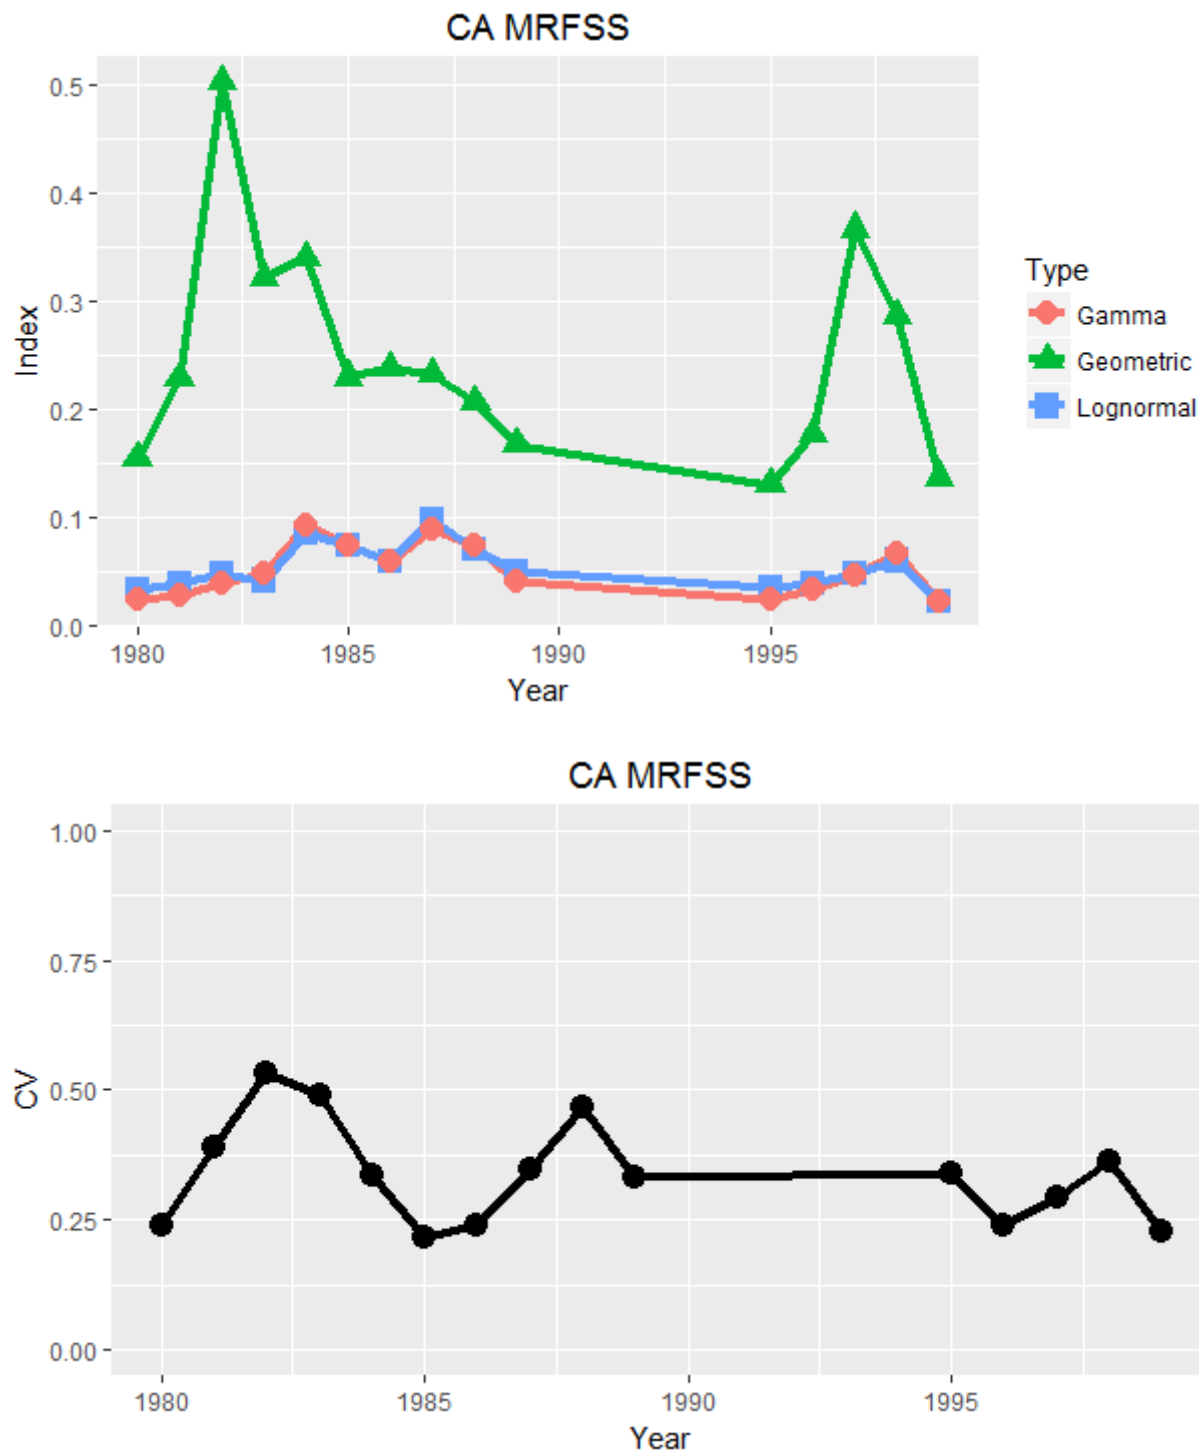 CA MRFSS
0.5
0.4
0.3
0.2
0.1
0.0
Index
1980 1985 1990 1995
Year
Type
Gamma
Geometric
Lognormal
CA MRFSS
1.00
0.75
0.50
0.25
0.00
CV
1980 1985 1990 1995
Year